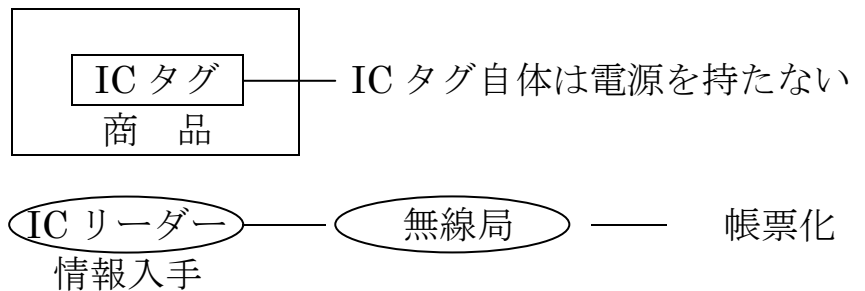 IC タグ
IC タグ自体は電源を持たない
商　品
IC リーダー
無線局
帳票化
情報入手